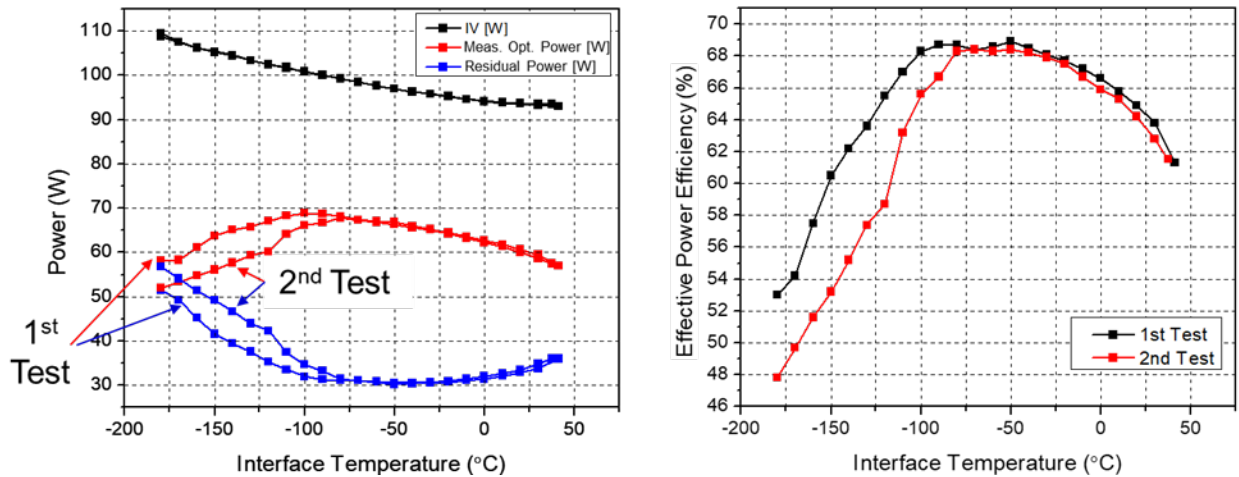 IV [W]
Meas. Opt. Power [W]
Residual Power [W]
110
100
90
80
70
60
50
40
30
Power (W)
2nd Test
1st
Test
-200
-150
-100
-50
0
50
Interface Temperature (°C)
70
68
66
64
62
60
58
56
54
52
50
48
46
Effective Power Efficiency (%)
1st Test
2nd Test
-200
-150
-100
-50
0
50
Interface Temperature (°C)